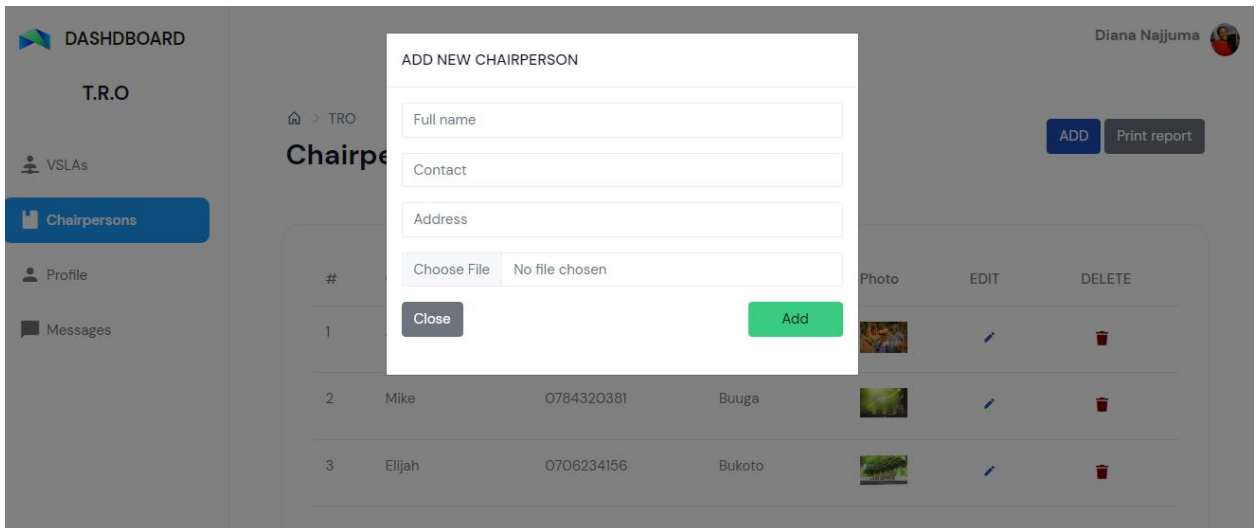 DASHDBOARD
Diana Najjuma
T.R.O
TRO
Chairpe
ADD Print report
VSLAs
Chairpersons
Profile
Messages
ADD NEW CHAIRPERSON
Full name
Contact
Address
Choose File No file chosen
Close Add
# Photo EDIT DELETE
1
2 Mike 0784320381 Buuga
3 Elijah 0706234156 Bukoto